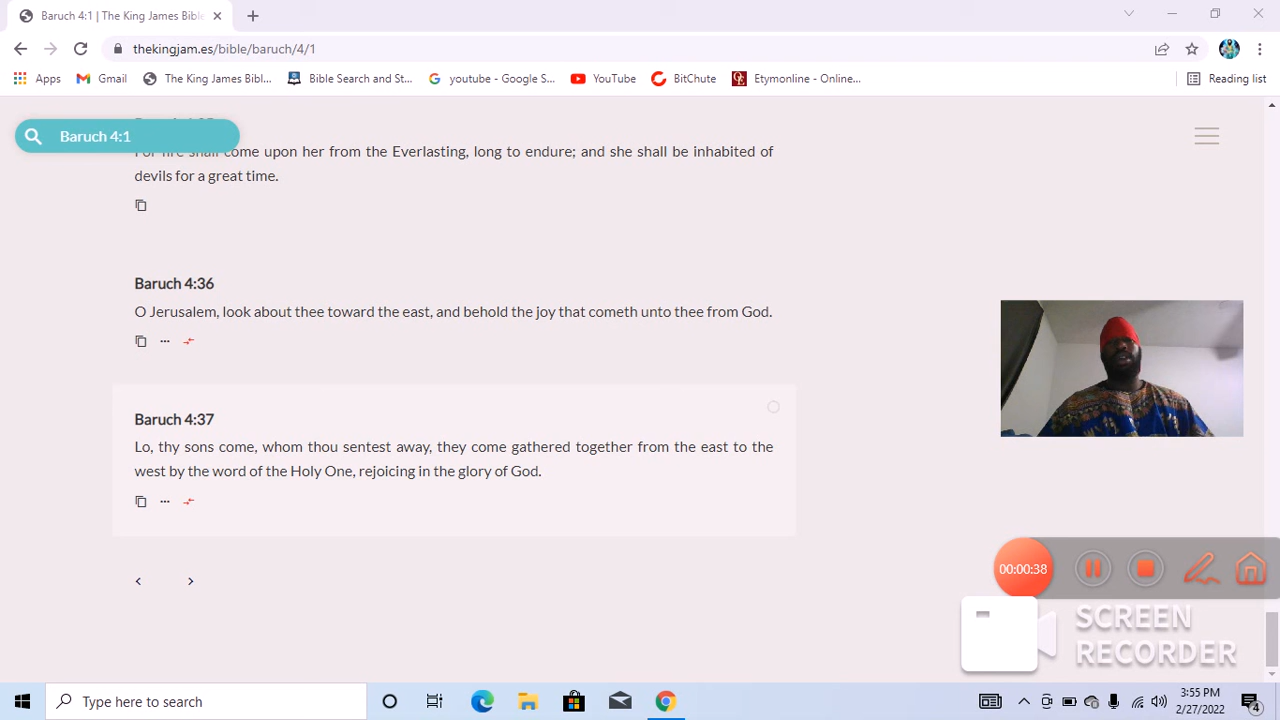 Baruch 4:1 | The King James Bible
thekingjam.es/bible/baruch/4/1
Apps
Gmail
The King James Bibl...
Bible Search and St...
youtube - Google S...
YouTube
BitChute
Etymonline - Online...
Reading list
Baruch 4:1
For fire shall come upon her from the Everlasting, long to endure; and she shall be inhabited of
devils for a great time.
Baruch 4:36
O Jerusalem, look about thee toward the east, and behold the joy that cometh unto thee from God.
Baruch 4:37
Lo, thy sons come, whom thou sentest away, they come gathered together from the east to the
west by the word of the Holy One, rejoicing in the glory of God.
00:00:38
SCREEN
RECORDER
Type here to search
3:55 PM
2/27/2022
4